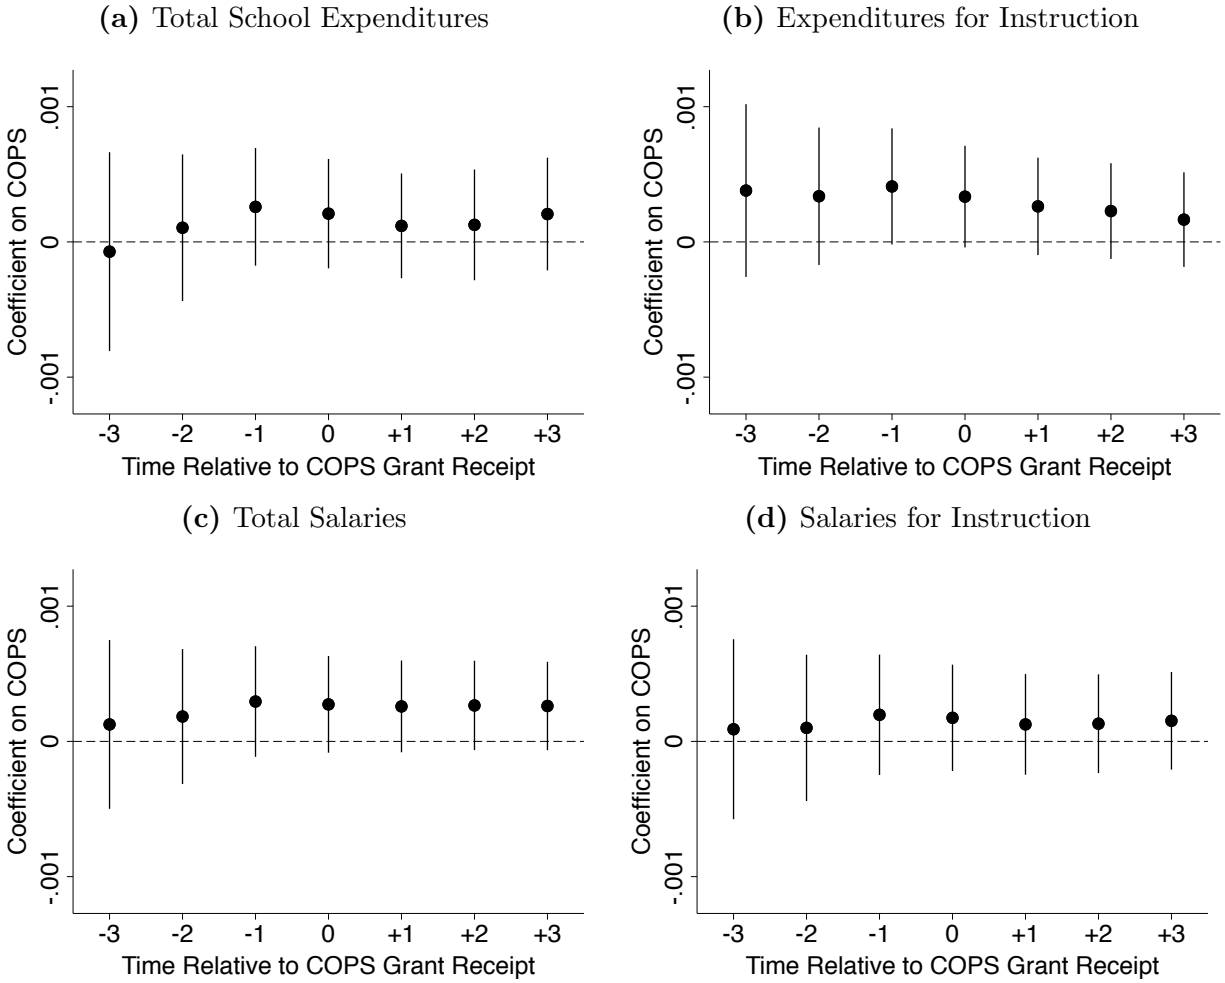 (a) Total School Expenditures
.001
0
-.001
Coefficient on COPS
-3 -2 -1 0 +1 +2 +3
Time Relative to COPS Grant Receipt
(b) Expenditures for Instruction
.001
0
-.001
Coefficient on COPS
-3 -2 -1 0 +1 +2 +3
Time Relative to COPS Grant Receipt
(c) Total Salaries
.001
0
-.001
Coefficient on COPS
-3 -2 -1 0 +1 +2 +3
Time Relative to COPS Grant Receipt
(d) Salaries for Instruction
.001
0
-.001
Coefficient on COPS
-3 -2 -1 0 +1 +2 +3
Time Relative to COPS Grant Receipt